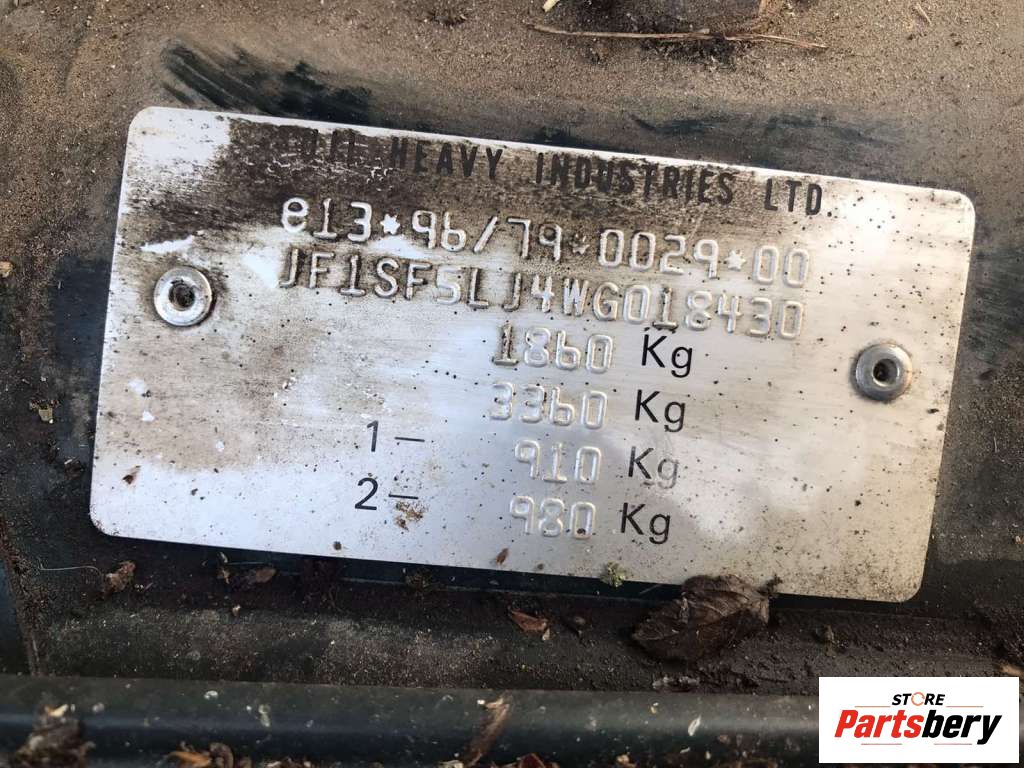 HEAVY INDUSTRIES LTD.
e13*96/79*0029*00
JF1SF5LJ4WG018430
1860 Kg
3360 Kg
1– 910 Kg
2– 980 Kg
STORE
Partsbery